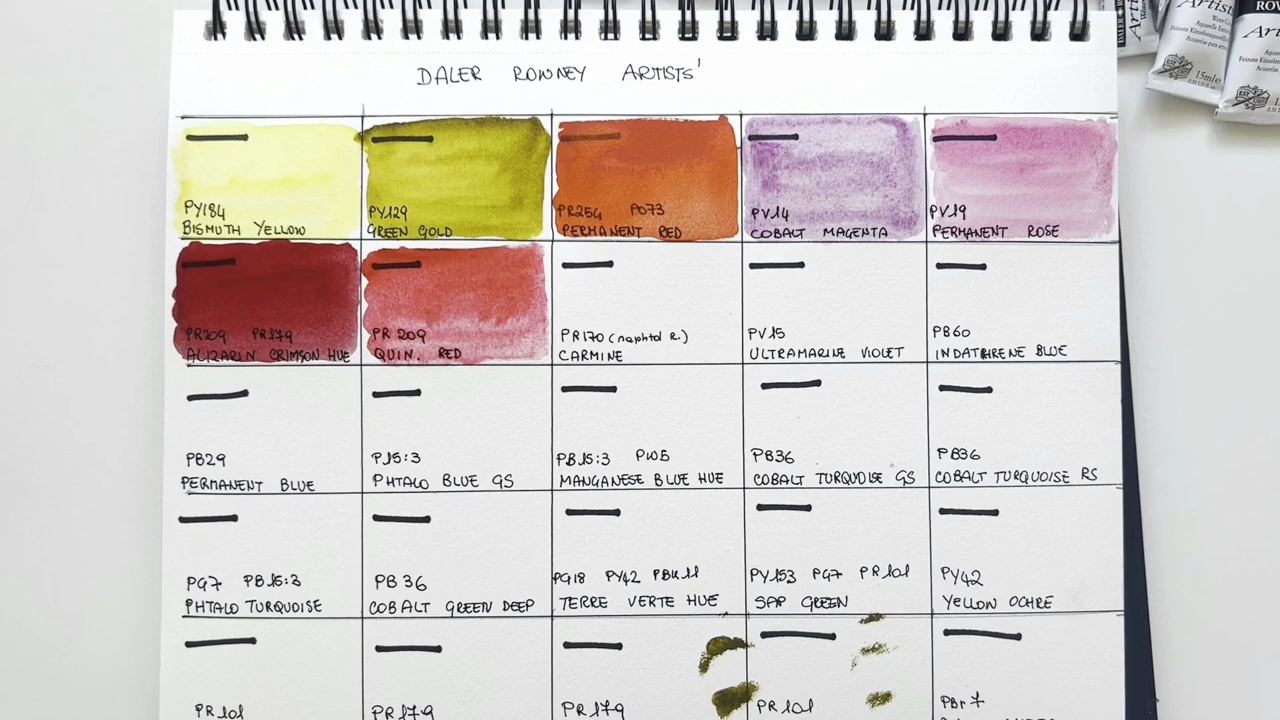 DALER ROWNEY ARTISTS'
PY184
BISMUTH YELLOW
PY129
GREEN GOLD
PR254 PO73
PERMANENT RED
PV14
COBALT MAGENTA
PV19
PERMANENT ROSE
PR209 PR179
ALIZARIN CRIMSON HUE
PR 209
QUIN. RED
PR170 (naphtol R.)
CARMINE
PV15
ULTRAMARINE VIOLET
PB60
INDATHRENE BLUE
PB29
PERMANENT BLUE
P15:3
PHTALO BLUE GS
PB15:3 PW5
MANGANESE BLUE HUE
PB36
COBALT TURQUOISE GS
PB36
COBALT TURQUOISE RS
PG7 PB15:3
PHTALO TURQUOISE
PB36
COBALT GREEN DEEP
PG18 PY42 PBK11
TERRE VERTE HUE
PY153 PG7 PR101
SAP GREEN
PY42
YELLOW OCHRE
PR101
PR179
PR179
PR101
PBr7
15ml